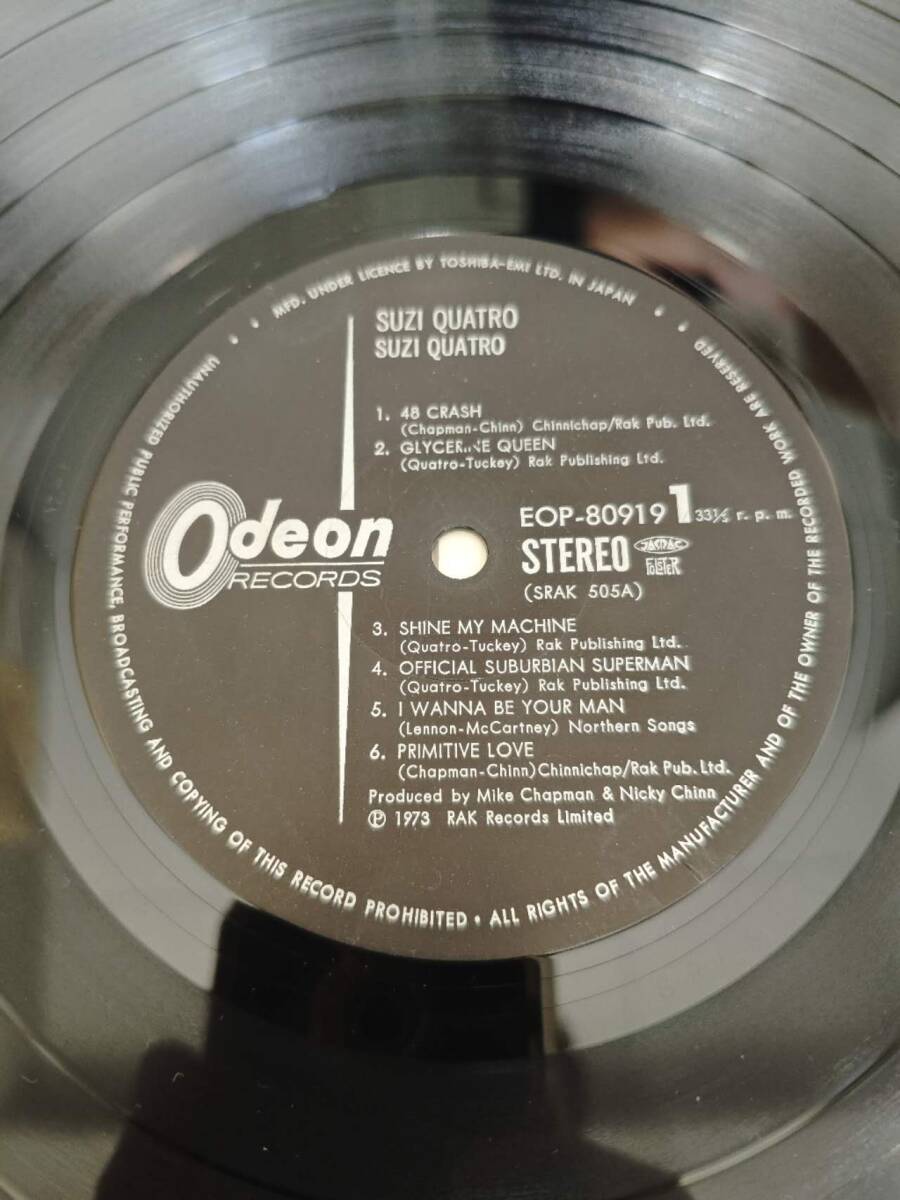 MFD. UNDER LICENCE BY TOSHIBA-EMI LTD. IN JAPAN
SUZI QUATRO
SUZI QUATRO
1. 48 CRASH
(Chapman-Chinn) Chinnichap/Rak Pub. Ltd.
2. QUEEN
(Quatro-Tuckey) Rak Publishing Ltd.
Odeon
RECORDS
EOP-80919 1 33⅓ r. p. m.
STEREO JASRAC
POLSTER
(SRAK 505A)
3. SHINE MY MACHINE
(Quatro-Tuckey) Rak Publishing Ltd.
4. OFFICIAL SUBURBIAN SUPERMAN
(Quatro-Tuckey) Rak Publishing Ltd.
5. I WANNA BE YOUR MAN
(Lennon-McCartney) Northern Songs
6. PRIMITIVE LOVE
(Chapman-Chinn) Chinnichap/Rak Pub. Ltd.
Produced by Mike Chapman & Nicky Chinn
℗ 1973 RAK Records Limited
UNAUTHORIZED PUBLIC PERFORMANCE, BROADCASTING AND COPYING OF THIS RECORD PROHIBITED • ALL RIGHTS OF THE MANUFACTURER AND OF THE OWNER OF THE RECORDED WORK ARE RESERVED